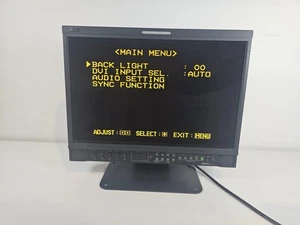 <MAIN MENU>
▶BACK LIGHT : 00
DVI INPUT SEL. :AUTO
AUDIO SETTING
SYNC FUNCTION
ADJUST: SELECT: EXIT:MENU